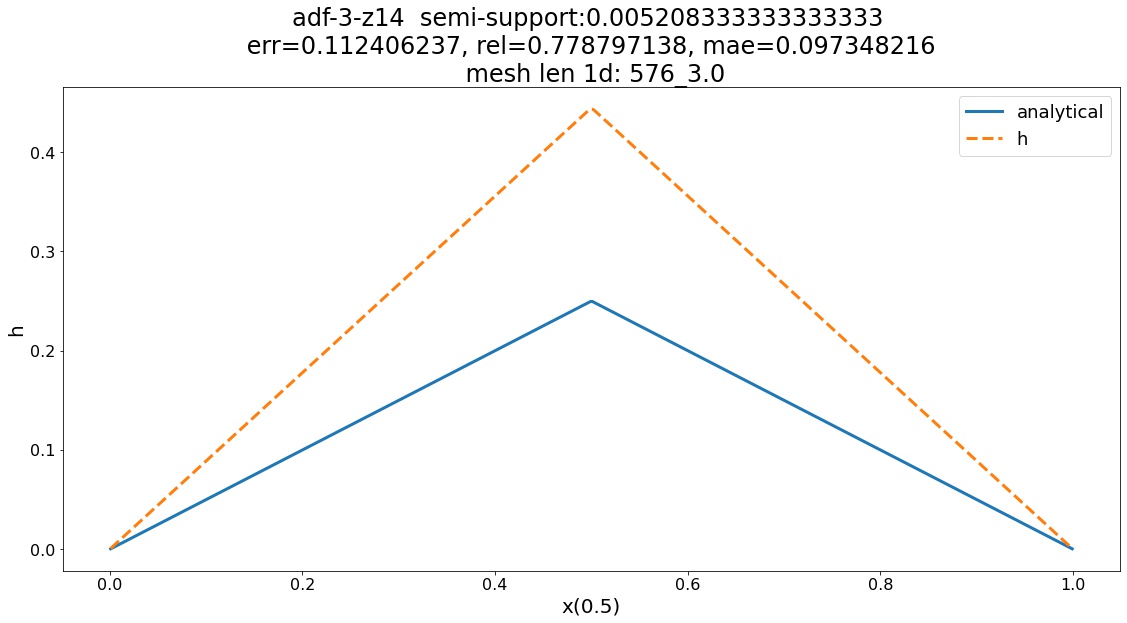 adf-3-z14  semi-support:0.005208333333333333
err=0.112406237, rel=0.778797138, mae=0.097348216
mesh len 1d: 576_3.0
analytical
h
0.4
0.3
0.2
0.1
0.0
h
0.0 0.2 0.4 0.6 0.8 1.0
x(0.5)